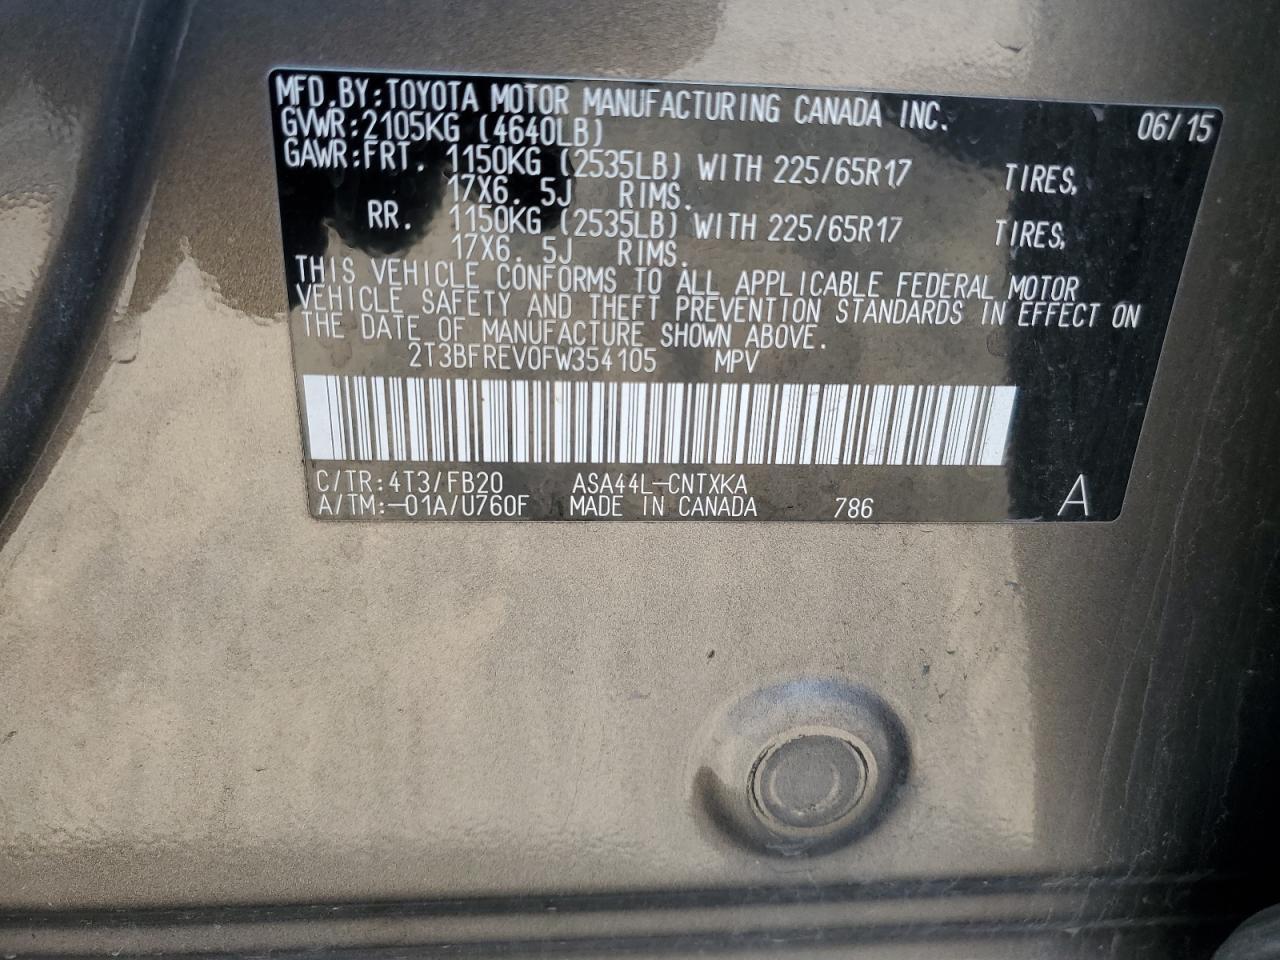 MFD.BY:TOYOTA MOTOR MANUFACTURING CANADA INC. 06/15
GVWR:2105KG (4640LB)
GAWR:FRT. 1150KG (2535LB) WITH 225/65R17 TIRES,
17X6.5J RIMS.
RR. 1150KG (2535LB) WITH 225/65R17 TIRES,
17X6.5J RIMS.
THIS VEHICLE CONFORMS TO ALL APPLICABLE FEDERAL MOTOR
VEHICLE SAFETY AND THEFT PREVENTION STANDARDS IN EFFECT ON
THE DATE OF MANUFACTURE SHOWN ABOVE.
2T3BFREV0FW354105 MPV
C/TR:4T3/FB20 ASA44L-CNTXKA
A/TM:-01A/U760F MADE IN CANADA 786 A